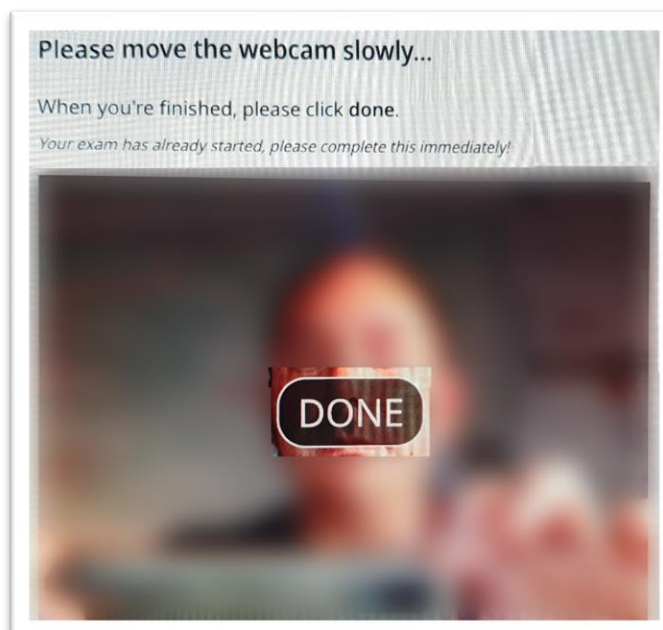 Please move the webcam slowly...
When you're finished, please click done.
Your exam has already started, please complete this immediately!
DONE